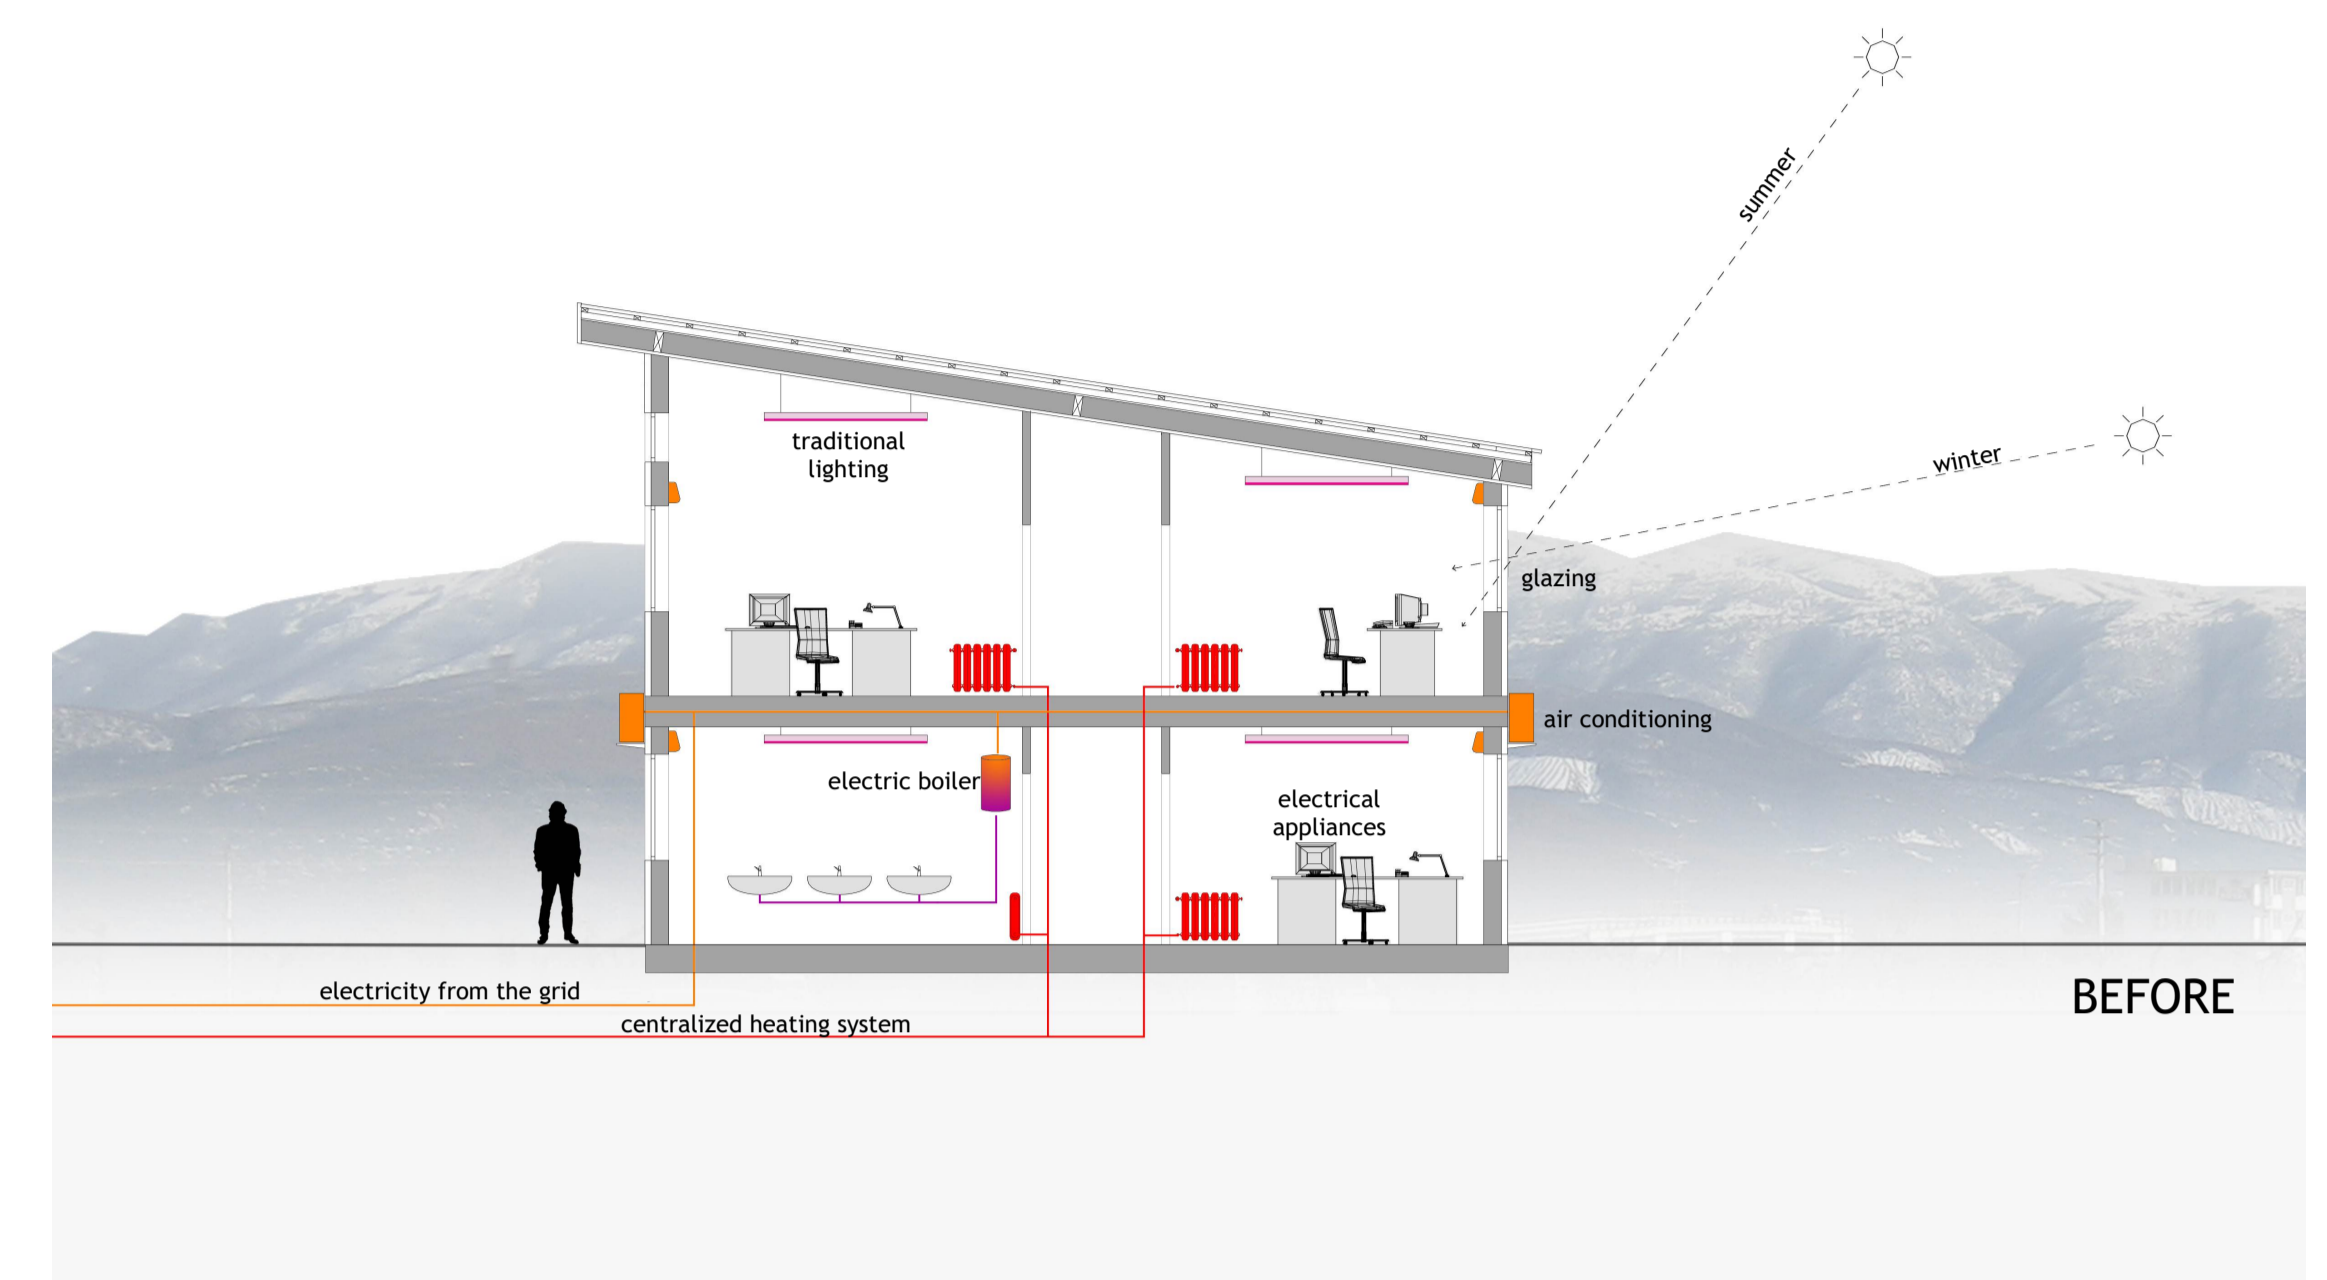 summer
winter
traditional
lighting
glazing
air conditioning
electric boiler
electrical
appliances
electricity from the grid
BEFORE
centralized heating system